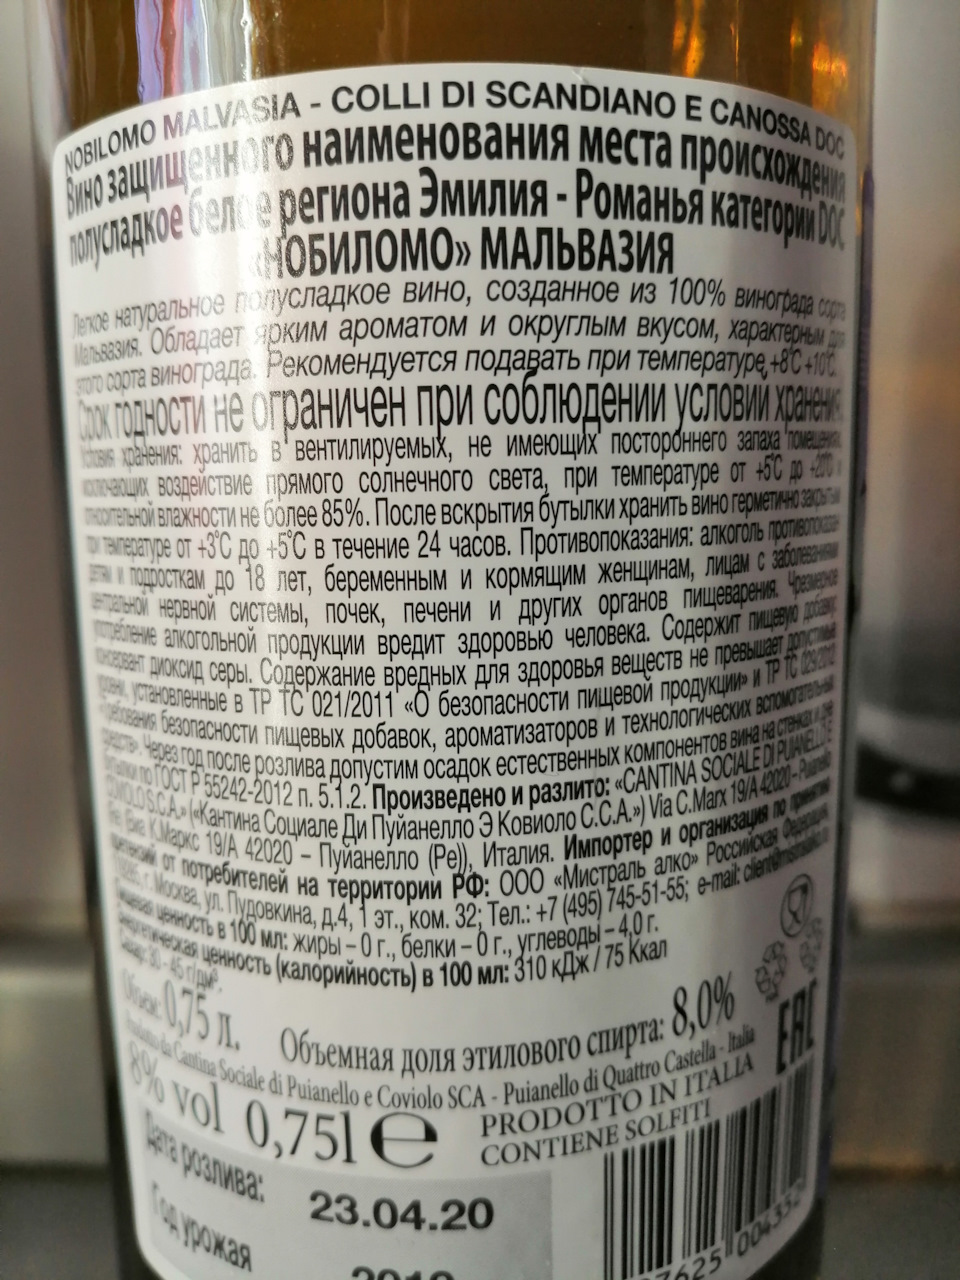 NOBILOMO MALVASIA - COLLI DI SCANDIANO E CANOSSA DOC
Вино защищенного наименования места происхождения
полусладкое белое региона Эмилия - Романья категории DOC
«НОБИЛОМО» МАЛЬВАЗИЯ
Легкое натуральное полусладкое вино, созданное из 100% винограда сорта
Мальвазия. Обладает ярким ароматом и округлым вкусом, характерным для
этого сорта винограда. Рекомендуется подавать при температуре +8°C +10°C.
Срок годности не ограничен при соблюдении условий хранения.
Условия хранения: хранить в вентилируемых, не имеющих постороннего запаха помещениях,
исключающих воздействие прямого солнечного света, при температуре от +5°C до +20°C и
относительной влажности не более 85%. После вскрытия бутылки хранить вино герметично закрытым
при температуре от +3°C до +5°C в течение 24 часов. Противопоказания: алкоголь противопоказан
детям и подросткам до 18 лет, беременным и кормящим женщинам, лицам с заболеваниями
центральной нервной системы, почек, печени и других органов пищеварения. Чрезмерное
употребление алкогольной продукции вредит здоровью человека. Содержит пищевую добавку
консервант диоксид серы. Содержание вредных для здоровья веществ не превышает допустимые
уровни, установленные в ТР ТС 021/2011 «О безопасности пищевой продукции» и ТР ТС 029/2012
«Требования безопасности пищевых добавок, ароматизаторов и технологических вспомогательных
средств». Через год после розлива допустим осадок естественных компонентов вина на стенках и дне
бутылки по ГОСТ Р 55242-2012 п. 5.1.2. Произведено и разлито: «CANTINA SOCIALE DI PUIANELLO E
COVIOLO S.C.A.» («Кантина Социале Ди Пуйанелло Э Ковиоло С.С.А.») Via C.Marx 19/A 42020 - Puianello
Виа К.Маркс 19/А 42020 – Пуйанелло (Ре)), Италия. Импортер и организация по принятию
претензий от потребителей на территории РФ: ООО «Мистраль алко» Российская Федерация,
г. Москва, ул. Пудовкина, д.4, 1 эт., ком. 32; Тел.: +7 (495) 745-51-55; e-mail:
Пищевая ценность в 100 мл: жиры – 0 г., белки – 0 г., углеводы – 4,0 г.
Энергетическая ценность (калорийность) в 100 мл: 310 кДж / 75 Ккал
Сахар: 30 - 45 г/дм³.
Объем: 0,75 л. Объемная доля этилового спирта: 8,0%
EAC
Prodotto da Cantina Sociale di Puianello e Coviolo SCA - Puianello di Quattro Castella - Italia
8% vol 0,75l e PRODOTTO IN ITALIA
CONTIENE SOLFITI
Дата розлива: 23.04.20
Год урожая